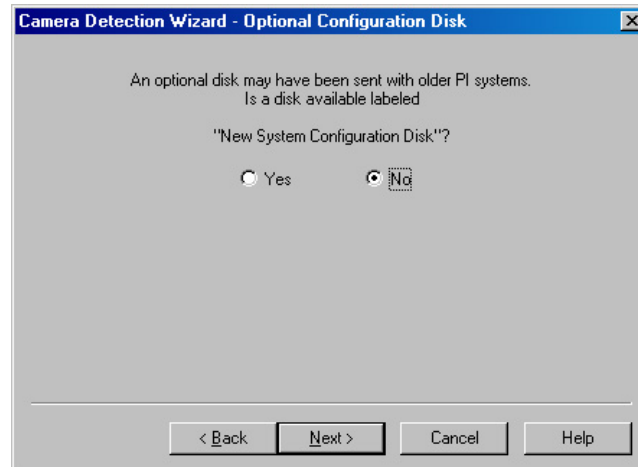 Camera Detection Wizard - Optional Configuration Disk
An optional disk may have been sent with older PI systems.
Is a disk available labeled
"New System Configuration Disk"?
Yes No
< Back Next > Cancel Help